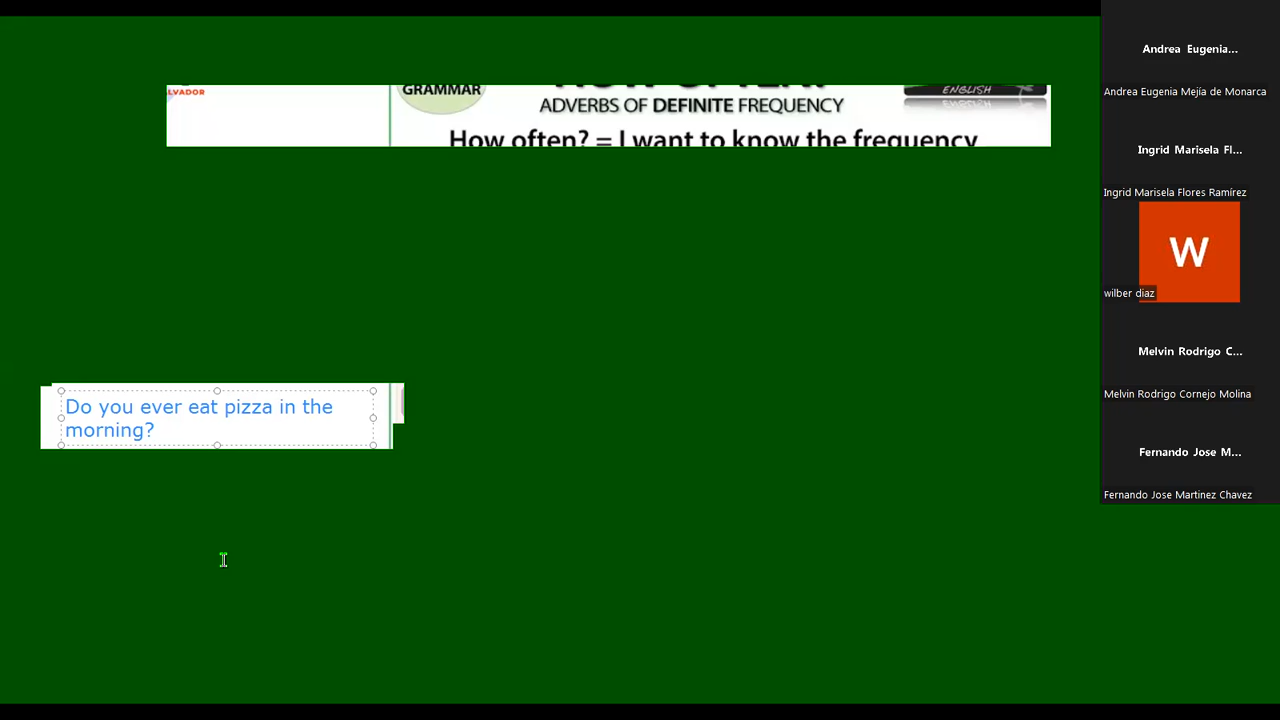 LVADOR
GRAMMAR
ENGLISH
ADVERBS OF DEFINITE FREQUENCY
How often? = I want to know the frequency
Do you ever eat pizza in the
morning?
Andrea Eugenia...
Andrea Eugenia Mejía de Monarca
Ingrid Marisela Fl...
Ingrid Marisela Flores Ramírez
W
wilber diaz
Melvin Rodrigo C...
Melvin Rodrigo Cornejo Molina
Fernando Jose M...
Fernando Jose Martinez Chavez